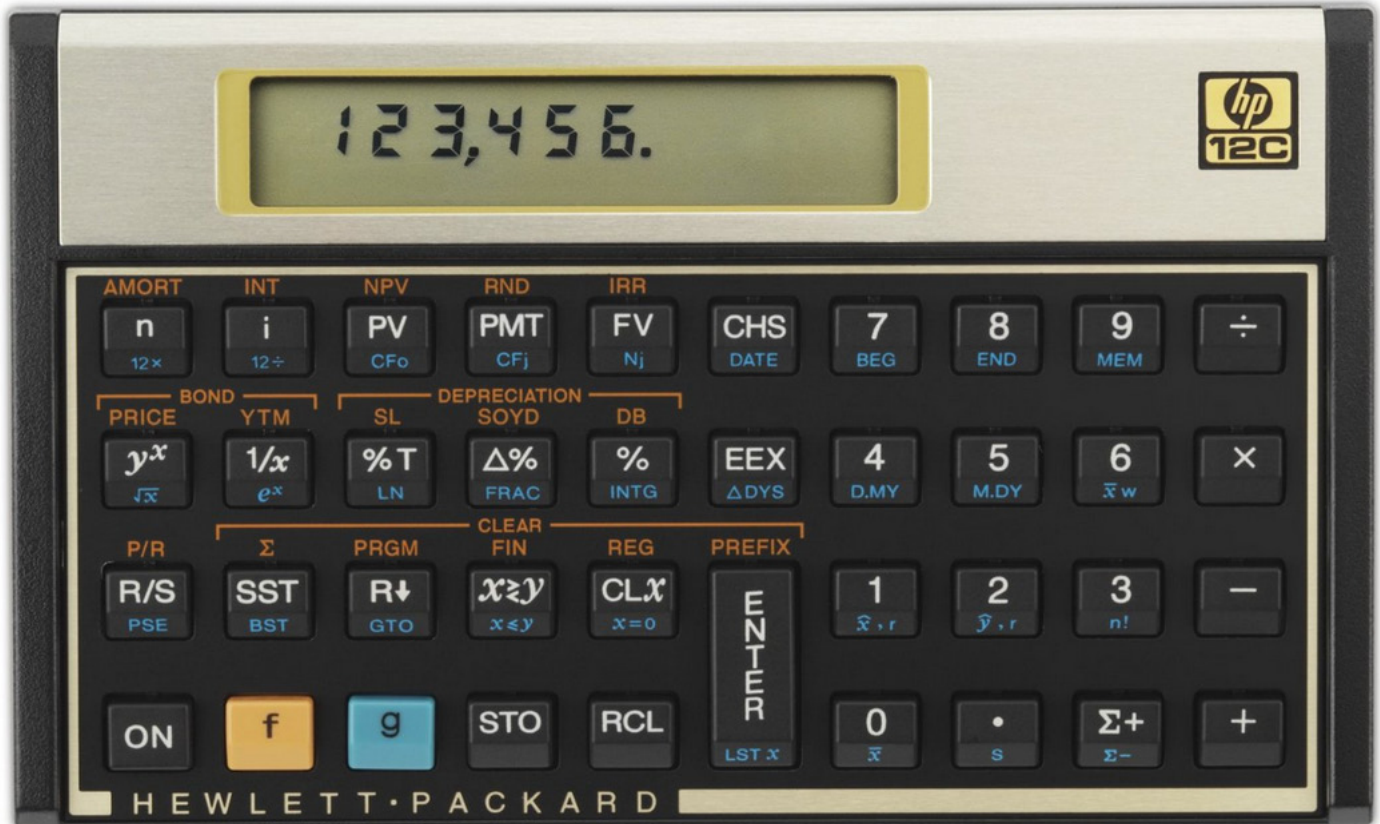 123,456.
hp
12C
AMORT INT NPV RND IRR
n i PV PMT FV CHS 7 8 9 ÷
12× 12÷ CFo CFj Nj DATE BEG END MEM
BOND DEPRECIATION
PRICE YTM SL SOYD DB
yˣ 1/x %T Δ% % EEX 4 5 6 ×
√x eˣ LN FRAC INTG ΔDYS D.MY M.DY x̄w
CLEAR
P/R Σ PRGM FIN REG PREFIX
R/S SST R↓ x≷y CLx ENTER 1 2 3 −
PSE BST GTO x≤y x=0 x̂,r ŷ,r n!
ON f g STO RCL 0 • Σ+ +
LST x x̄ s Σ−
HEWLETT·PACKARD